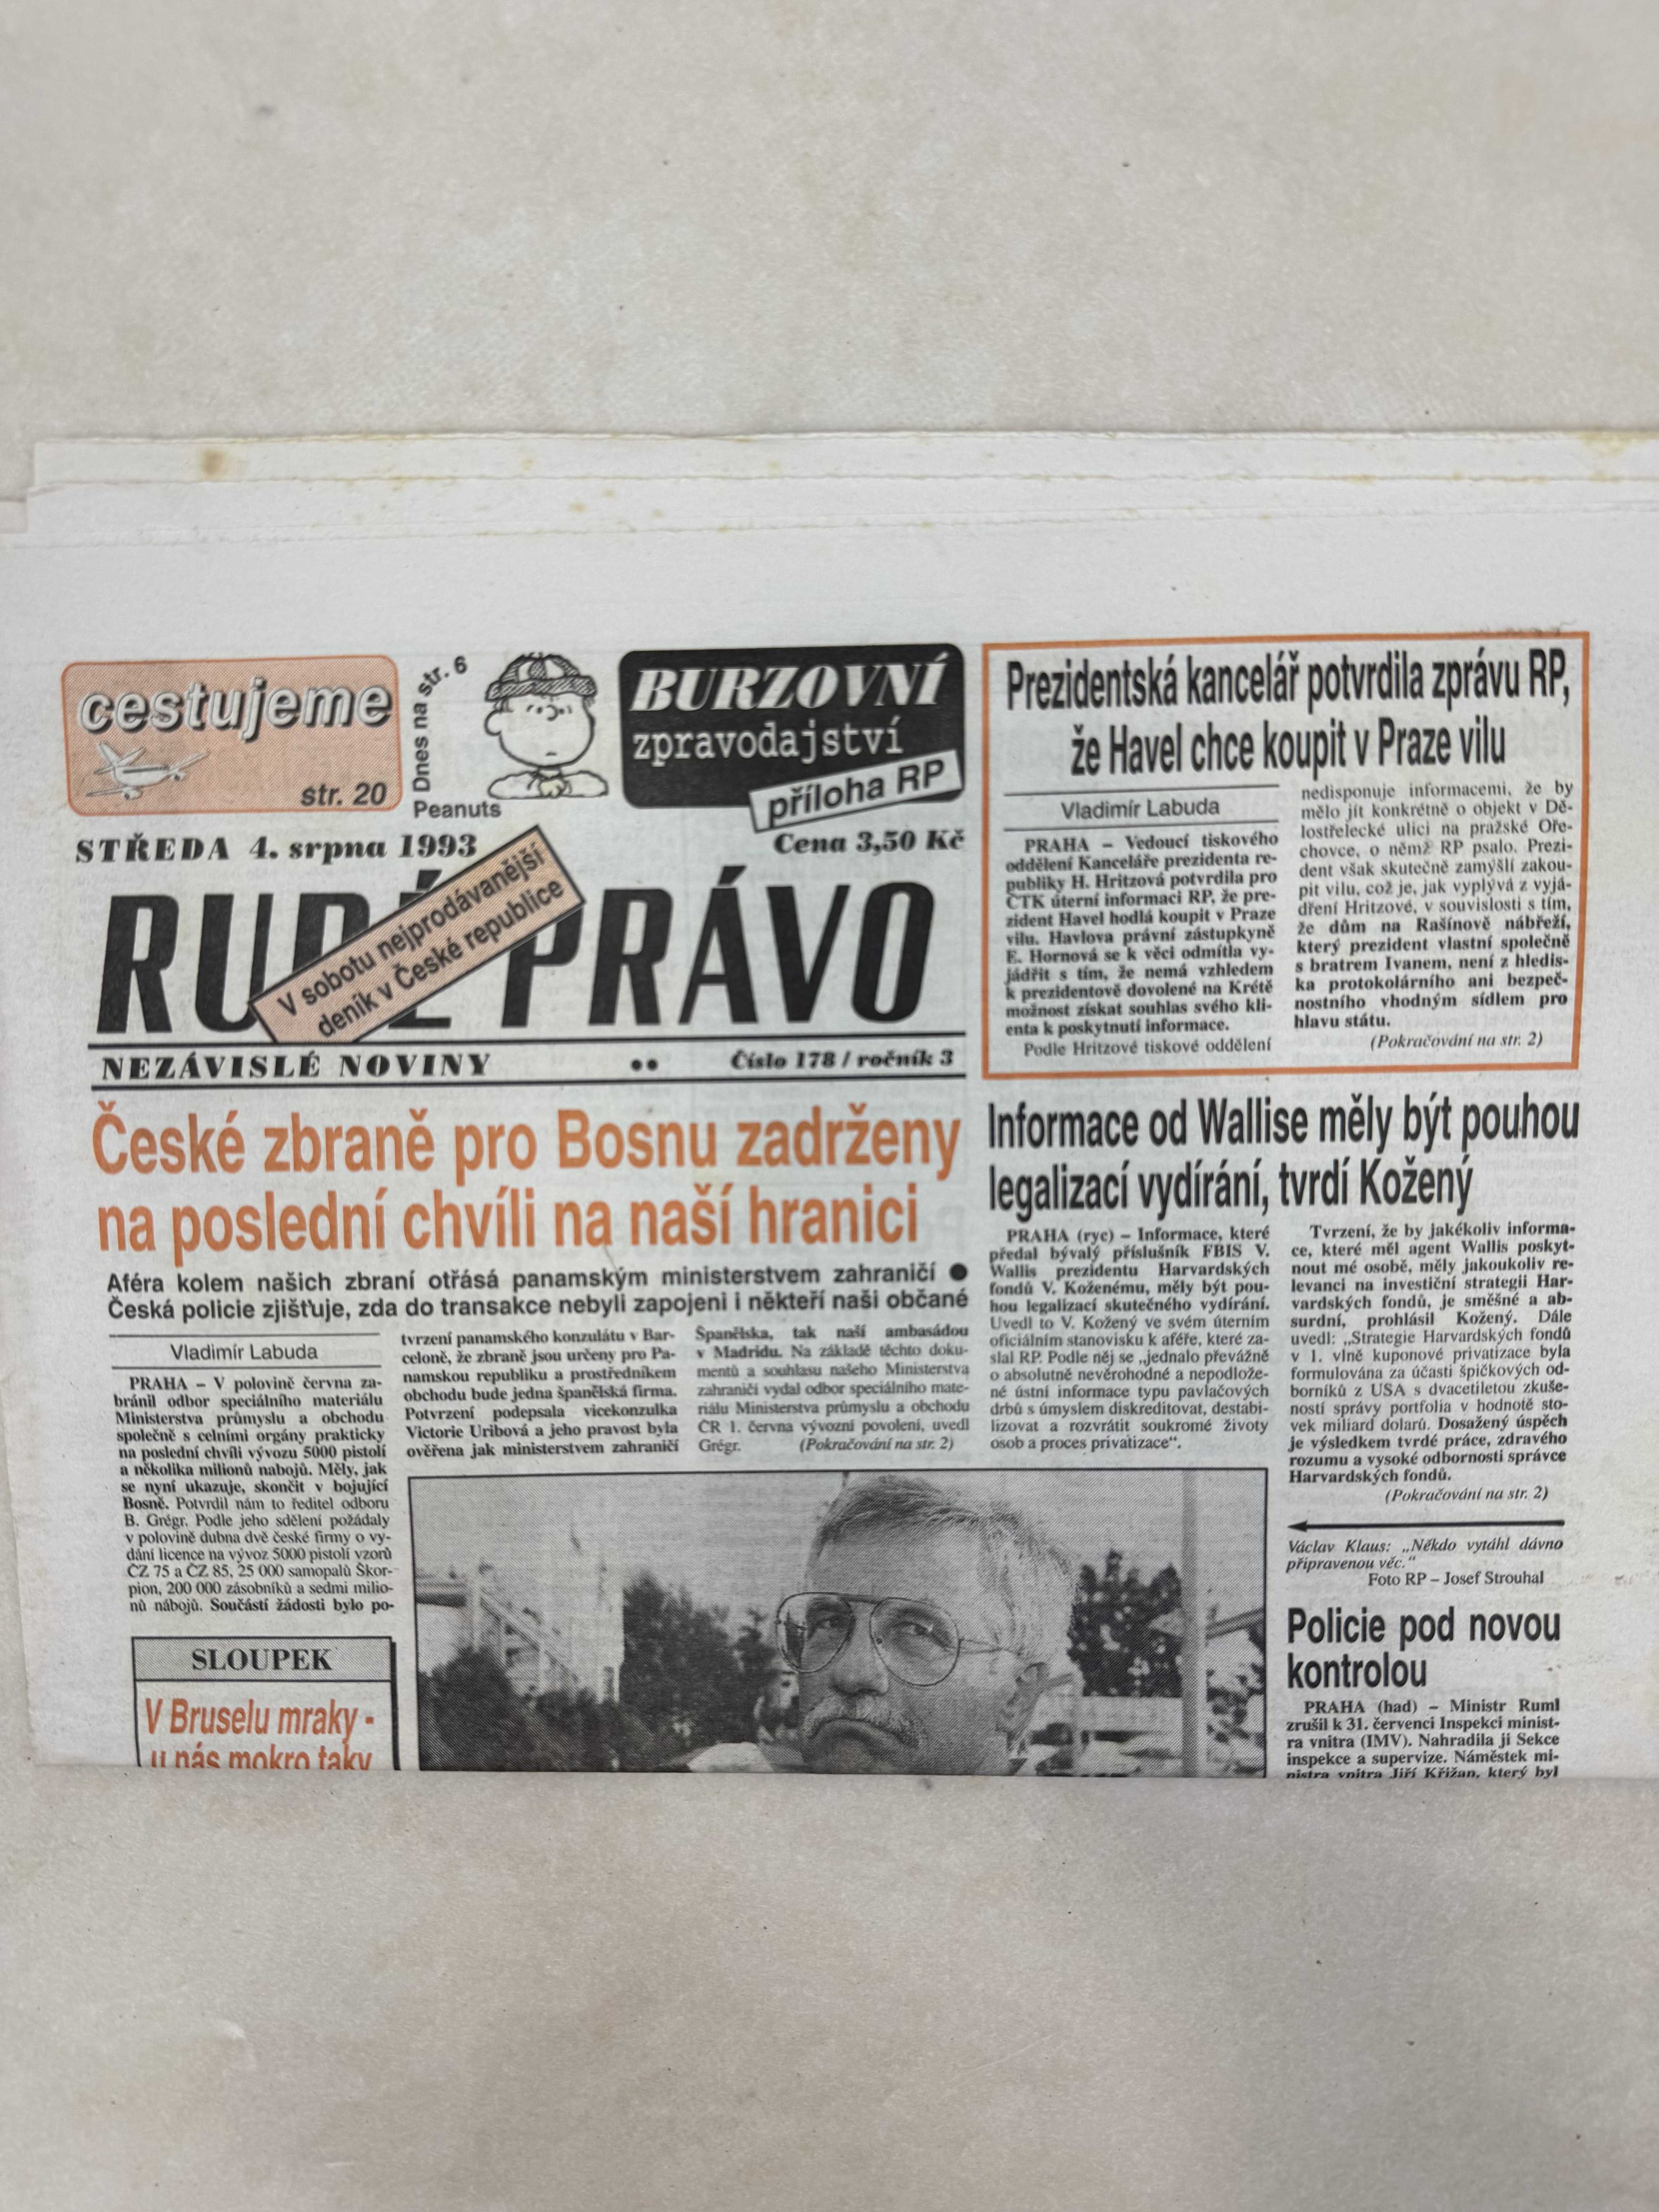 cestujeme
str. 20
Dnes na str. 6
Peanuts
BURZOVNÍ
zpravodajství
příloha RP
STŘEDA 4. srpna 1993
Cena 3,50 Kč
RUDÉ PRÁVO
V sobotu nejprodávanější
deník v České republice
NEZÁVISLÉ NOVINY
•• Číslo 178 / ročník 3
Prezidentská kancelář potvrdila zprávu RP,
že Havel chce koupit v Praze vilu
Vladimír Labuda
PRAHA – Vedoucí tiskového
oddělení Kanceláře prezidenta re-
publiky H. Hritzová potvrdila pro
ČTK úterní informaci RP, že pre-
zident Havel hodlá koupit v Praze
vilu. Havlova právní zástupkyně
E. Hornová se k věci odmítla vy-
jádřit s tím, že nemá vzhledem
k prezidentově dovolené na Krétě
možnost získat souhlas svého kli-
enta k poskytnutí informace.
Podle Hritzové tiskové oddělení
nedisponuje informacemi, že by
mělo jít konkrétně o objekt v Dě-
lostřelecké ulici na pražské Oře-
chovce, o němž RP psalo. Prezi-
dent však skutečně zamýšlí zakou-
pit vilu, což je, jak vyplývá z vyjá-
dření Hritzové, v souvislosti s tím,
že dům na Rašínově nábřeží,
který prezident vlastní společně
s bratrem Ivanem, není z hledis-
ka protokolárního ani bezpeč-
nostního vhodným sídlem pro
hlavu státu.
(Pokračování na str. 2)
České zbraně pro Bosnu zadrženy
na poslední chvíli na naší hranici
Aféra kolem našich zbraní otřásá panamským ministerstvem zahraničí ●
Česká policie zjišťuje, zda do transakce nebyli zapojeni i někteří naši občané
Vladimír Labuda
PRAHA – V polovině června za-
bránil odbor speciálního materiálu
Ministerstva průmyslu a obchodu
společně s celními orgány prakticky
na poslední chvíli vývozu 5000 pistolí
a několika milionů nabojů. Měly, jak
se nyní ukazuje, skončit v bojující
Bosně. Potvrdil nám to ředitel odboru
B. Grégr. Podle jeho sdělení požádaly
v polovině dubna dvě české firmy o vy-
dání licence na vývoz 5000 pistolí vzorů
ČZ 75 a ČZ 85, 25 000 samopalů Škor-
pion, 200 000 zásobníků a sedmi milio-
nů nábojů. Součástí žádosti bylo po-
tvrzení panamského konzulátu v Bar-
celoně, že zbraně jsou určeny pro Pa-
namskou republiku a prostředníkem
obchodu bude jedna španělská firma.
Potvrzení podepsala vicekonzulka
Victorie Uribová a jeho pravost byla
ověřena jak ministerstvem zahraničí
Španělska, tak naší ambasádou
v Madridu. Na základě těchto doku-
mentů a souhlasu našeho Ministerstva
zahraničí vydal odbor speciálního mate-
riálu Ministerstva průmyslu a obchodu
ČR 1. června vývozní povolení, uvedl
Grégr. (Pokračování na str. 2)
Informace od Wallise měly být pouhou
legalizací vydírání, tvrdí Kožený
PRAHA (ryc) – Informace, které
předal bývalý příslušník FBIS V.
Wallis prezidentu Harvardských
fondů V. Koženému, měly být pou-
hou legalizací skutečného vydírání.
Uvedl to V. Kožený ve svém úterním
oficiálním stanovisku k aféře, které za-
slal RP. Podle něj se „jednalo převážně
o absolutně nevěrohodné a nepodlože-
né ústní informace typu pavlačových
drbů s úmyslem diskreditovat, destabi-
lizovat a rozvrátit soukromé životy
osob a proces privatizace“.
Tvrzení, že by jakékoliv informa-
ce, které měl agent Wallis poskyt-
nout mé osobě, měly jakoukoliv re-
levanci na investiční strategii Har-
vardských fondů, je směšné a ab-
surdní, prohlásil Kožený. Dále
uvedl: „Strategie Harvardských fondů
v 1. vlně kuponové privatizace byla
formulována za účasti špičkových od-
borníků z USA s dvacetiletou zkuše-
ností správy portfolia v hodnotě sto-
vek miliard dolarů. Dosažený úspěch
je výsledkem tvrdé práce, zdravého
rozumu a vysoké odbornosti správce
Harvardských fondů.
(Pokračování na str. 2)
Václav Klaus: „Někdo vytáhl dávno
připravenou věc.“
Foto RP – Josef Strouhal
Policie pod novou
kontrolou
PRAHA (had) – Ministr Ruml
zrušil k 31. červenci Inspekci minist-
ra vnitra (IMV). Nahradila ji Sekce
inspekce a supervize. Náměstek mi-
nistra vnitra Jiří Křižan, který byl
SLOUPEK
V Bruselu mraky -
u nás mokro taky